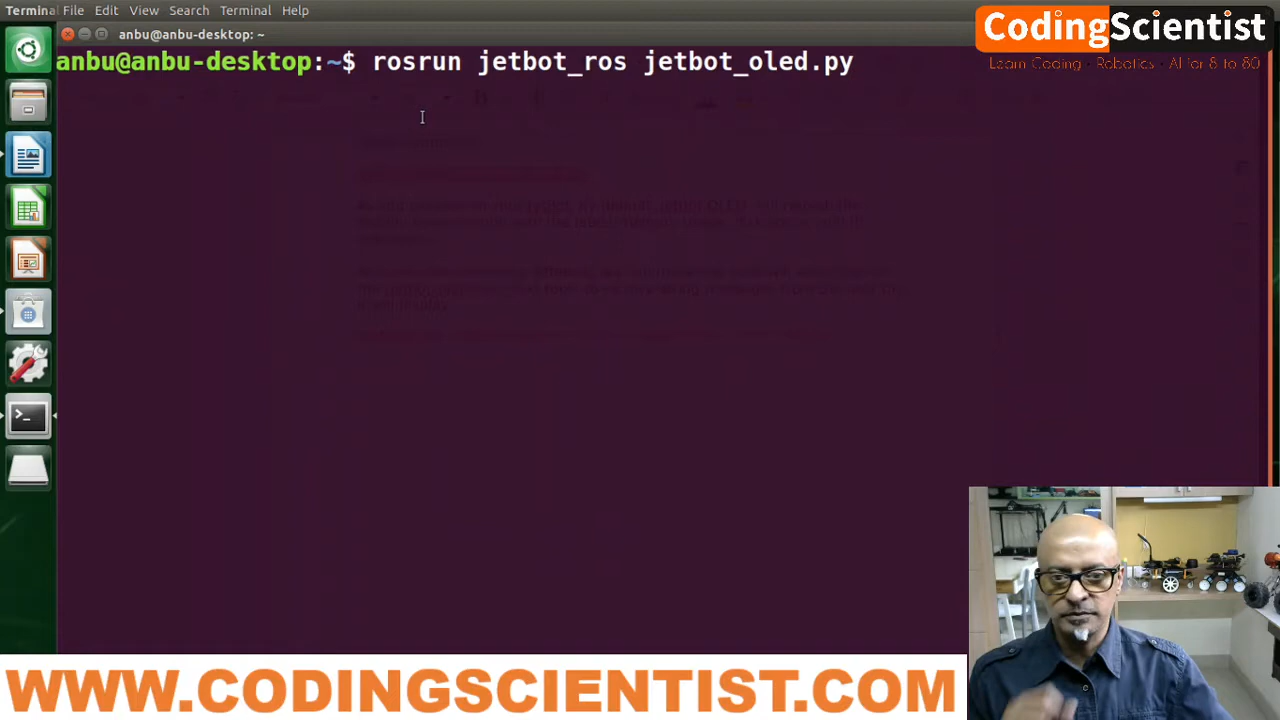 Terminal File Edit View Search Terminal Help
anbu@anbu-desktop: ~
anbu@anbu-desktop:~$ rosrun jetbot_ros jetbot_oled.py
CodingScientist
Learn Coding · Robotics · AI for 8 to 80
WWW.CODINGSCIENTIST.COM